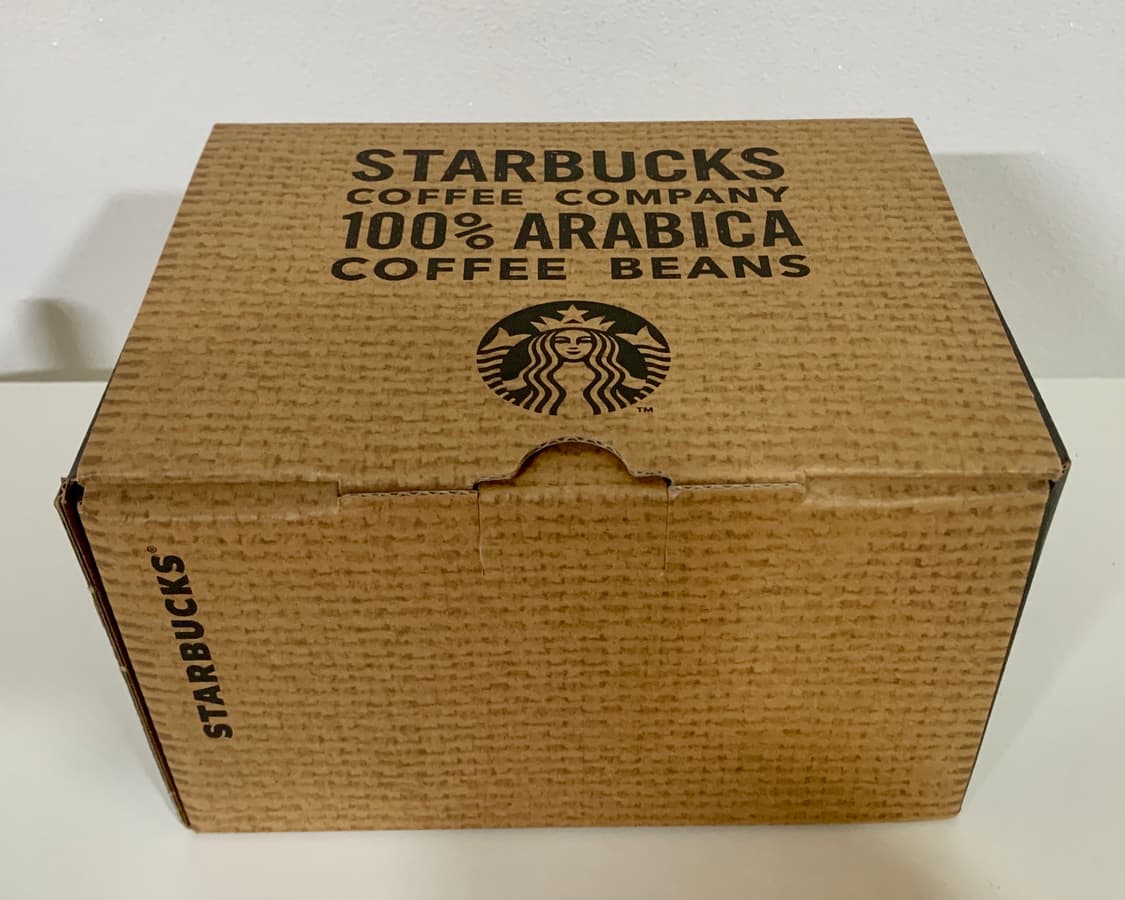 STARBUCKS
COFFEE COMPANY
100% ARABICA
COFFEE BEANS
TM
STARBUCKS®